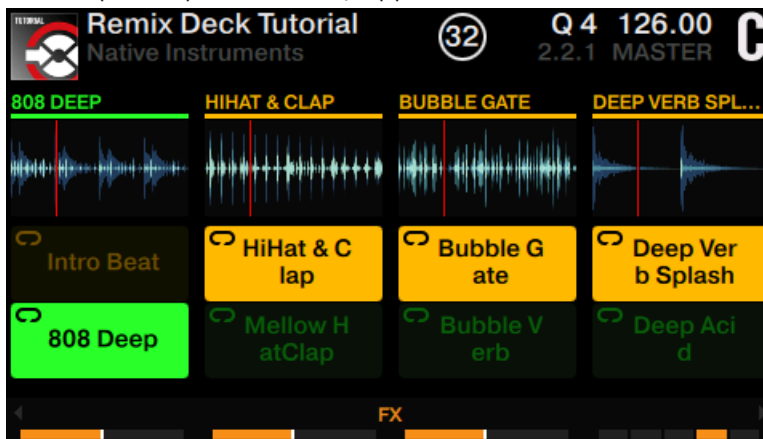 TUTORIAL
Remix Deck Tutorial
Native Instruments
32
Q 4 126.00
2.2.1 MASTER
C
808 DEEP
HIHAT & CLAP
BUBBLE GATE
DEEP VERB SPL...
Intro Beat
HiHat & C
lap
Bubble G
ate
Deep Ver
b Splash
808 Deep
Mellow H
atClap
Bubble V
erb
Deep Aci
d
FX